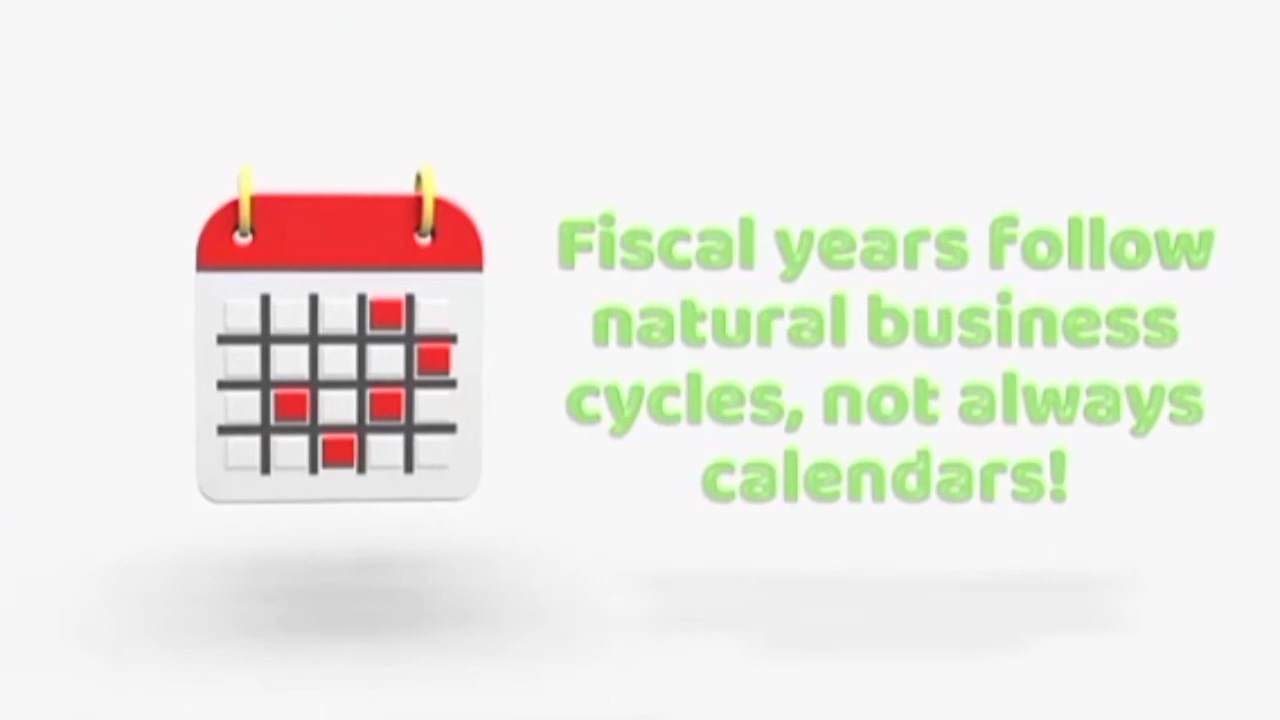 Fiscal years follow
natural business
cycles, not always
calendars!